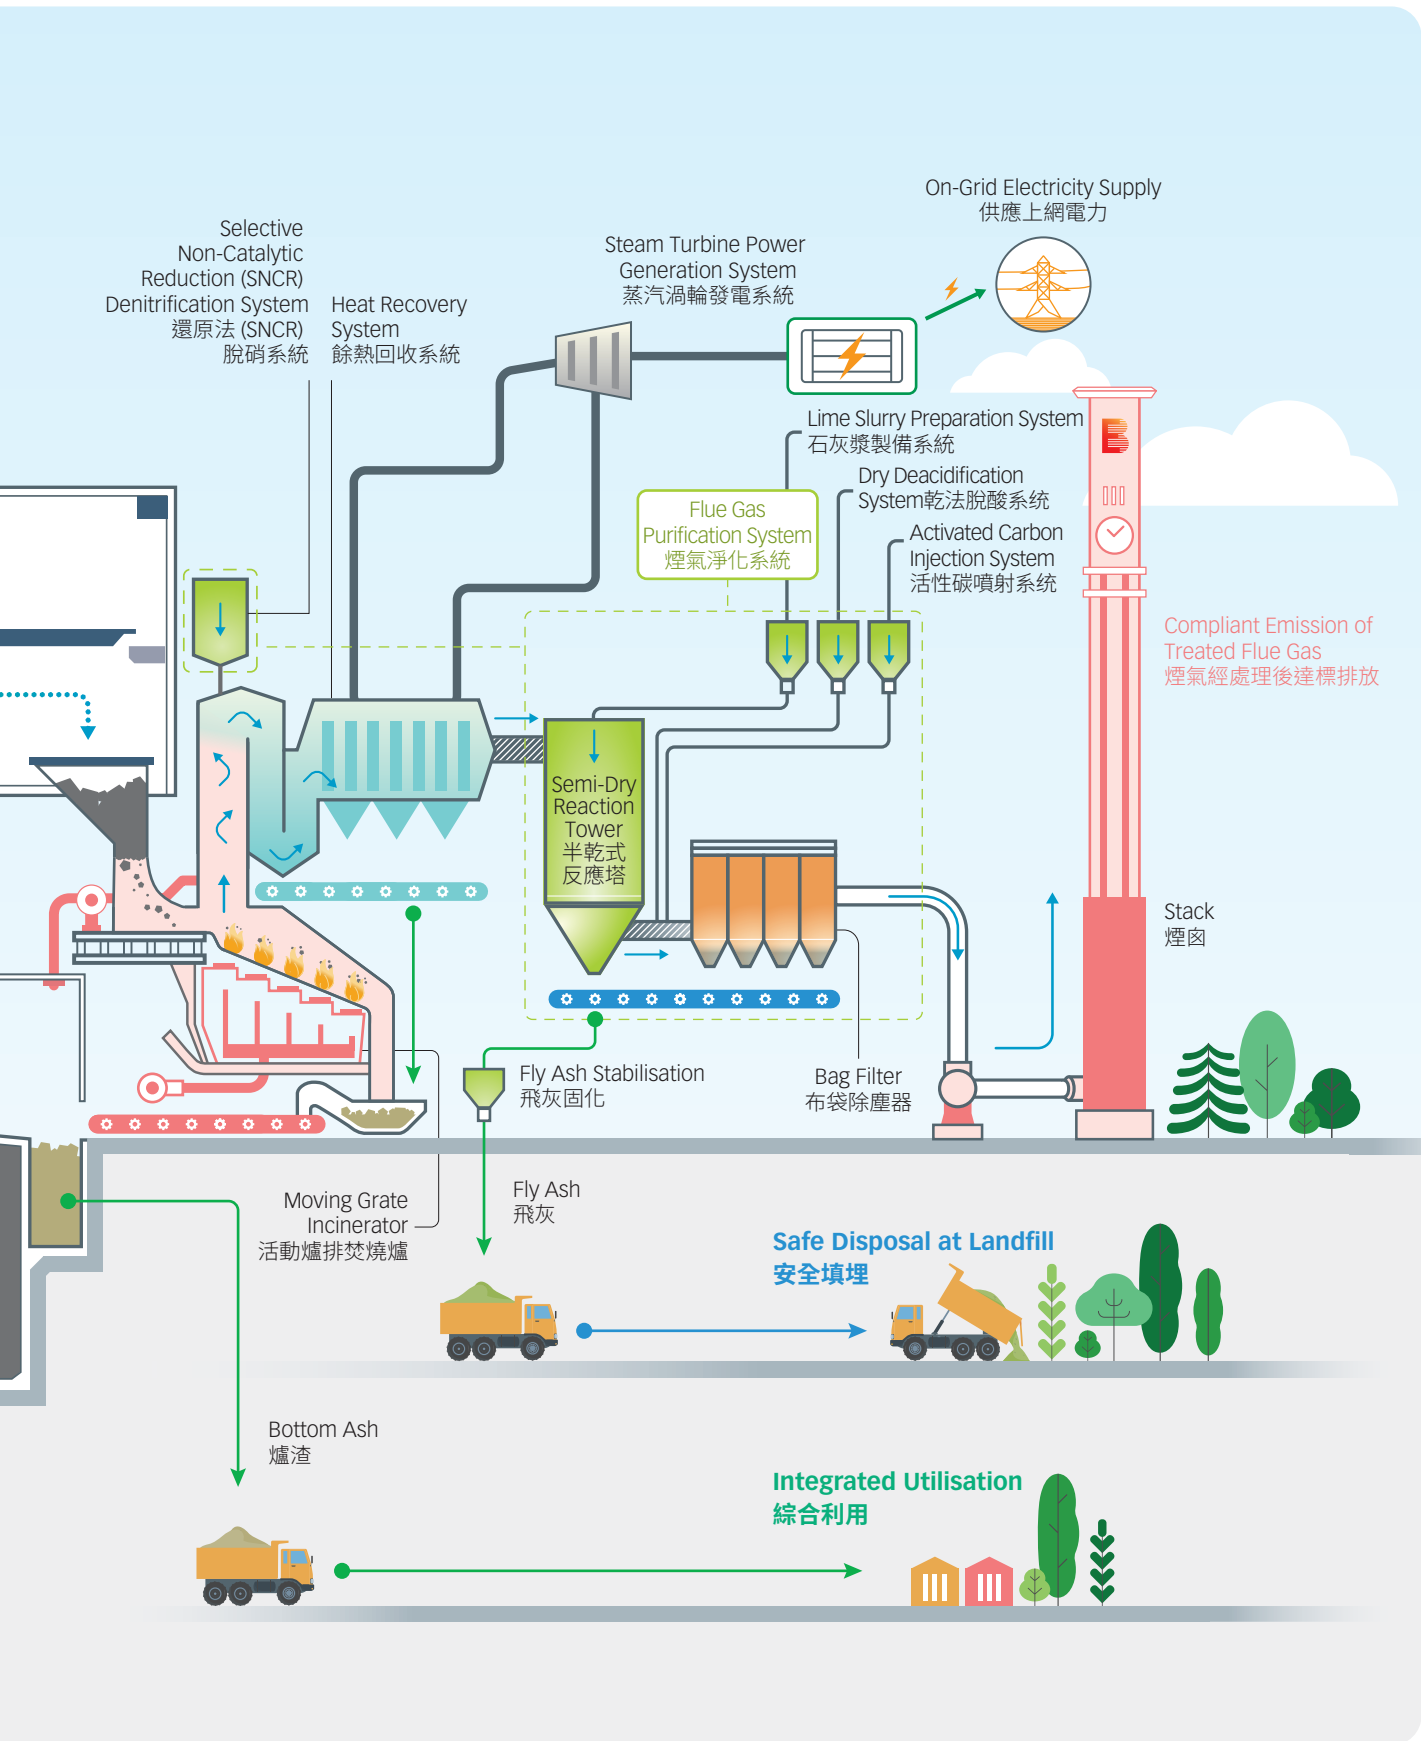 On-Grid Electricity Supply
供應上網電力
Selective
Non-Catalytic
Reduction (SNCR)
Denitrification System
還原法 (SNCR)
脫硝系統
Heat Recovery
System
餘熱回收系統
Steam Turbine Power
Generation System
蒸汽渦輪發電系統
Lime Slurry Preparation System
石灰漿製備系統
Dry Deacidification
System乾法脫酸系统
Flue Gas
Purification System
煙氣淨化系統
Activated Carbon
Injection System
活性碳噴射系統
Compliant Emission of
Treated Flue Gas
煙氣經處理後達標排放
Semi-Dry
Reaction
Tower
半乾式
反應塔
Stack
煙囪
Fly Ash Stabilisation
飛灰固化
Bag Filter
布袋除塵器
Moving Grate
Incinerator
活動爐排焚燒爐
Fly Ash
飛灰
Safe Disposal at Landfill
安全填埋
Bottom Ash
爐渣
Integrated Utilisation
綜合利用